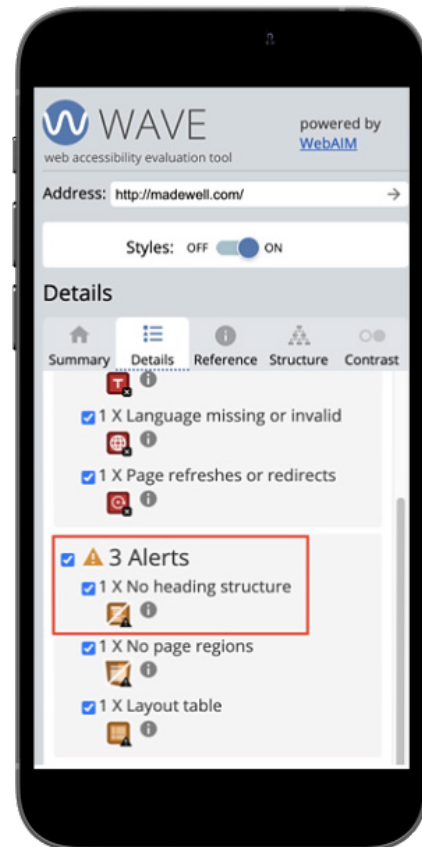 WAVE
web accessibility evaluation tool
powered by
WebAIM
Address: http://madewell.com/ →
Styles: OFF ON
Details
Summary Details Reference Structure Contrast
1 X Language missing or invalid
1 X Page refreshes or redirects
3 Alerts
1 X No heading structure
1 X No page regions
1 X Layout table